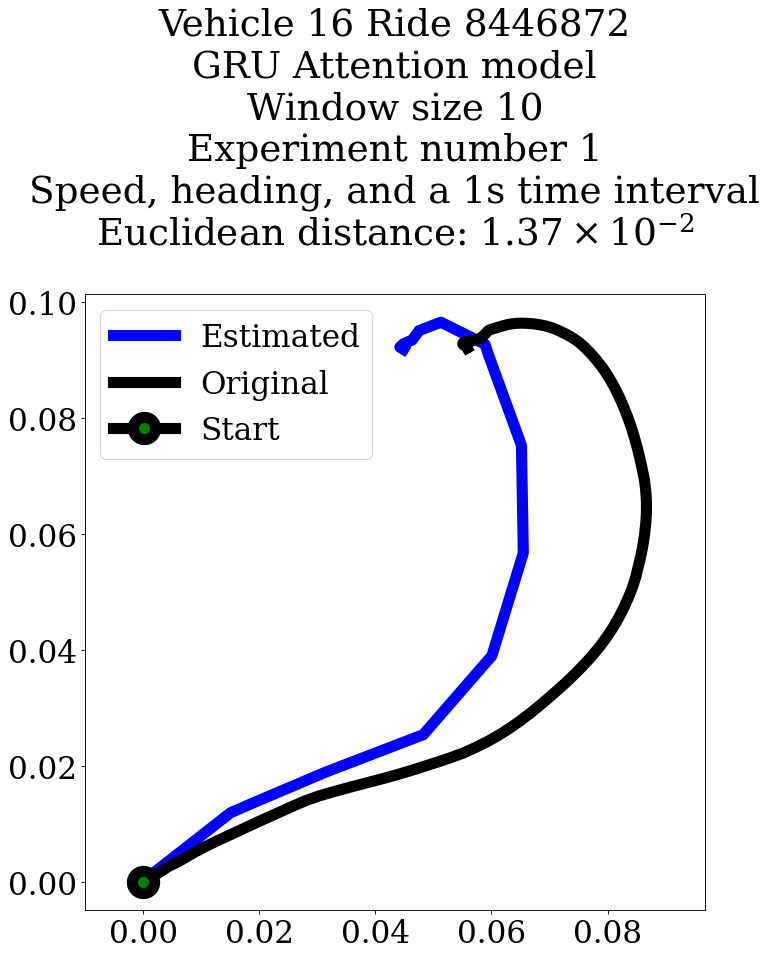 Vehicle 16 Ride 8446872
GRU Attention model
Window size 10
Experiment number 1
Speed, heading, and a 1s time interval
Euclidean distance: 1.37 × 10⁻²
0.10
0.08
0.06
0.04
0.02
0.00
Estimated
Original
Start
0.00 0.02 0.04 0.06 0.08